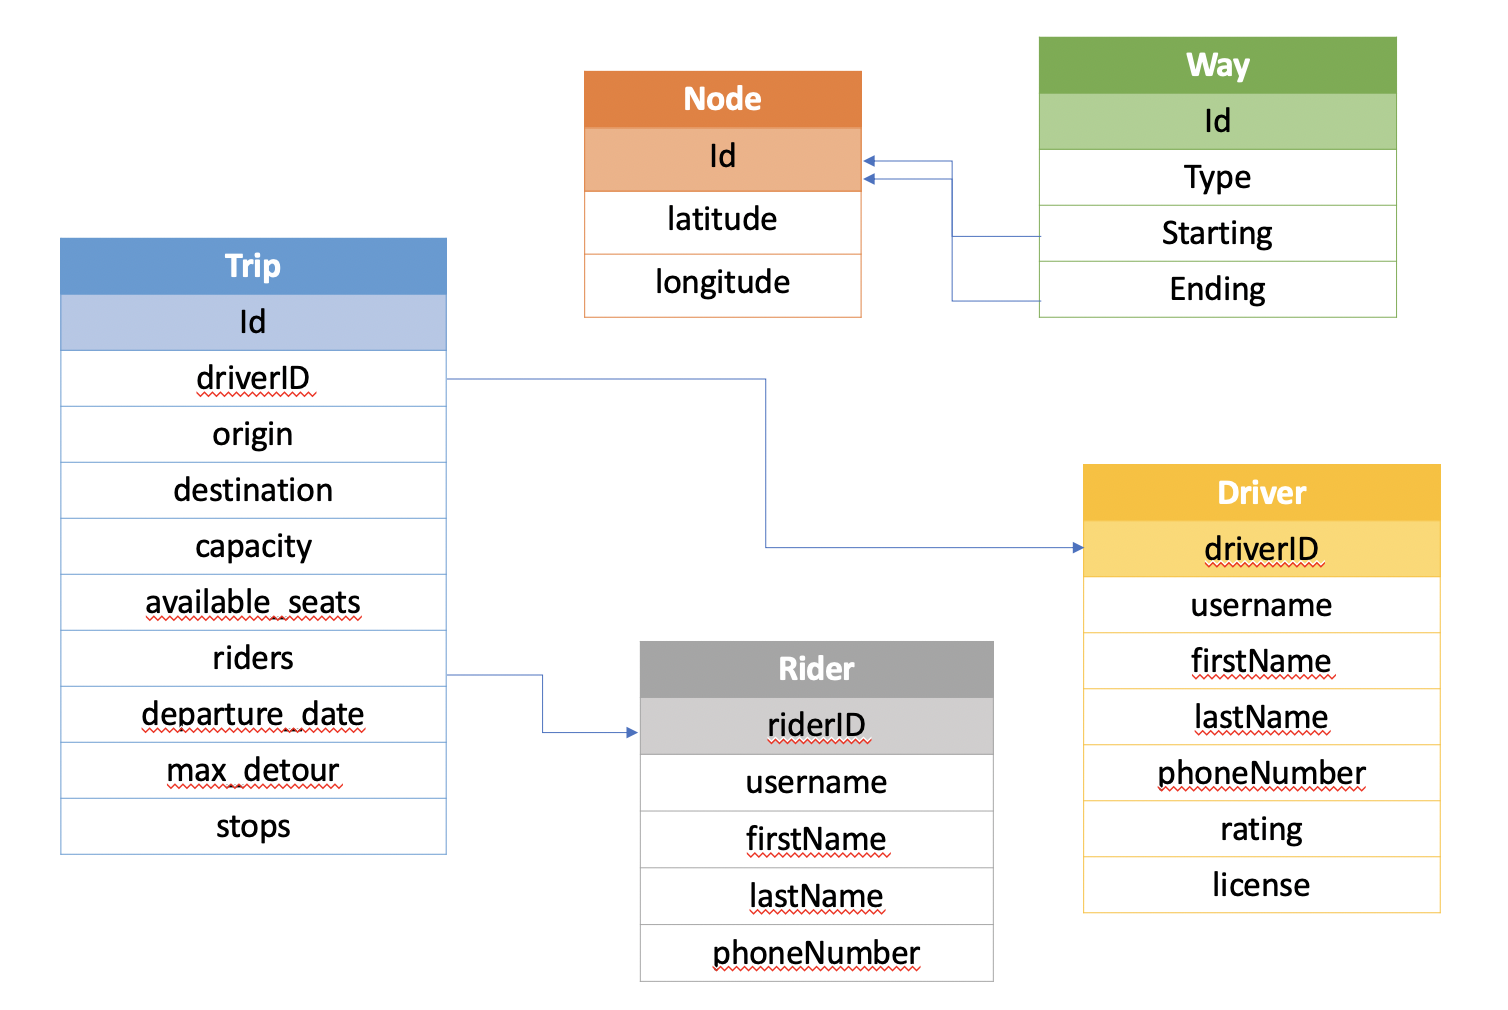 Node
Id
latitude
longitude
Way
Id
Type
Starting
Ending
Trip
Id
driverID
origin
destination
capacity
available_seats
riders
departure_date
max_detour
stops
Rider
riderID
username
firstName
lastName
phoneNumber
Driver
driverID
username
firstName
lastName
phoneNumber
rating
license